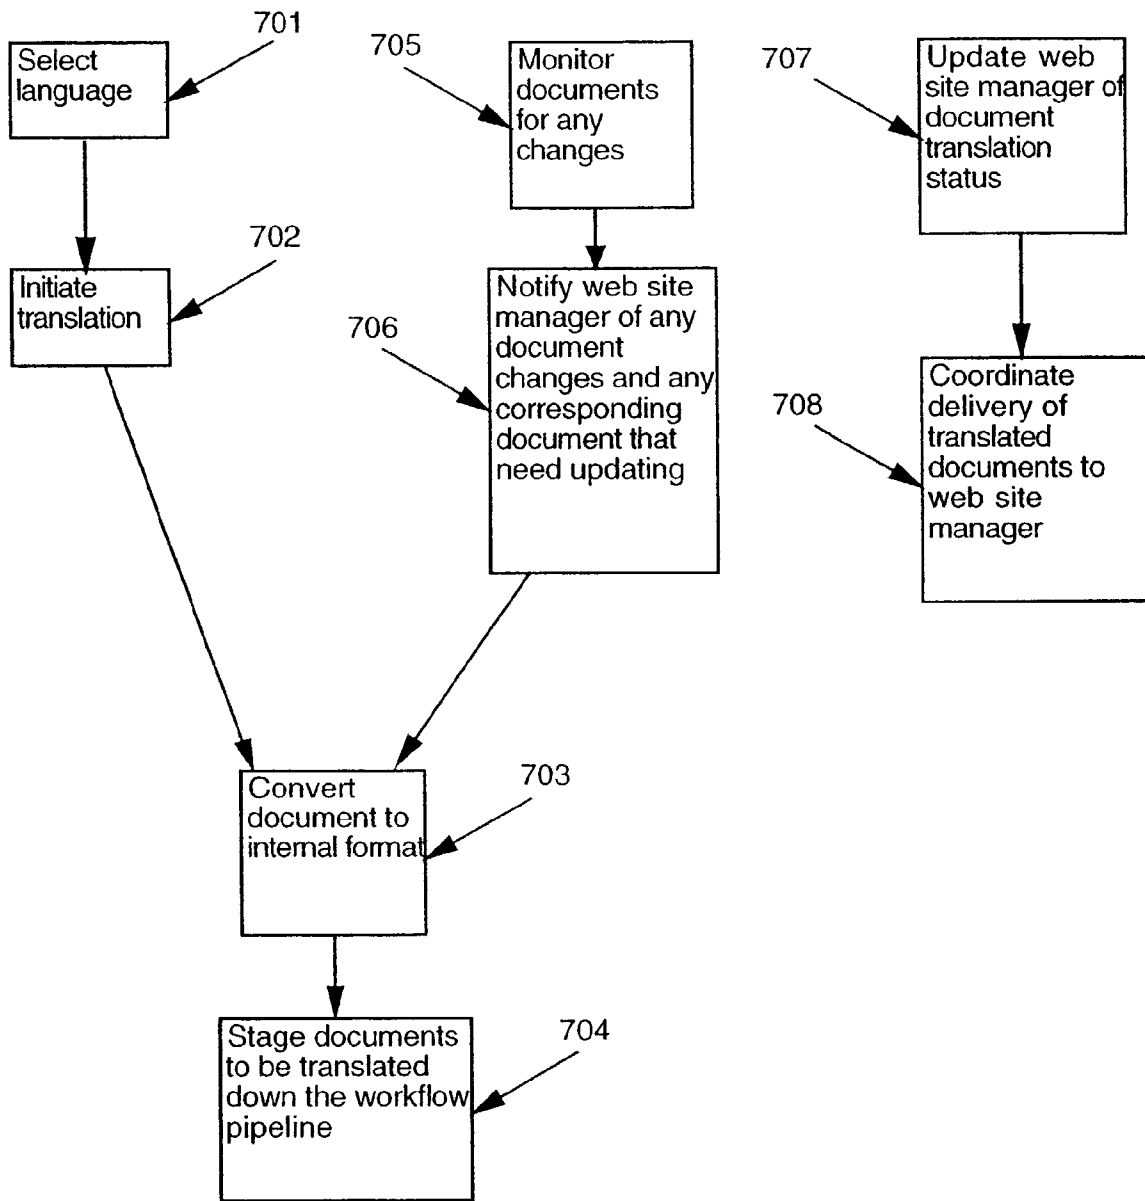 701
Select
language
702
Initiate
translation
705
Monitor
documents
for any
changes
706
Notify web site
manager of any
document
changes and any
corresponding
document that
need updating
707
Update web
site manager of
document
translation
status
708
Coordinate
delivery of
translated
documents to
web site
manager
703
Convert
document to
internal format
704
Stage documents
to be translated
down the workflow
pipeline